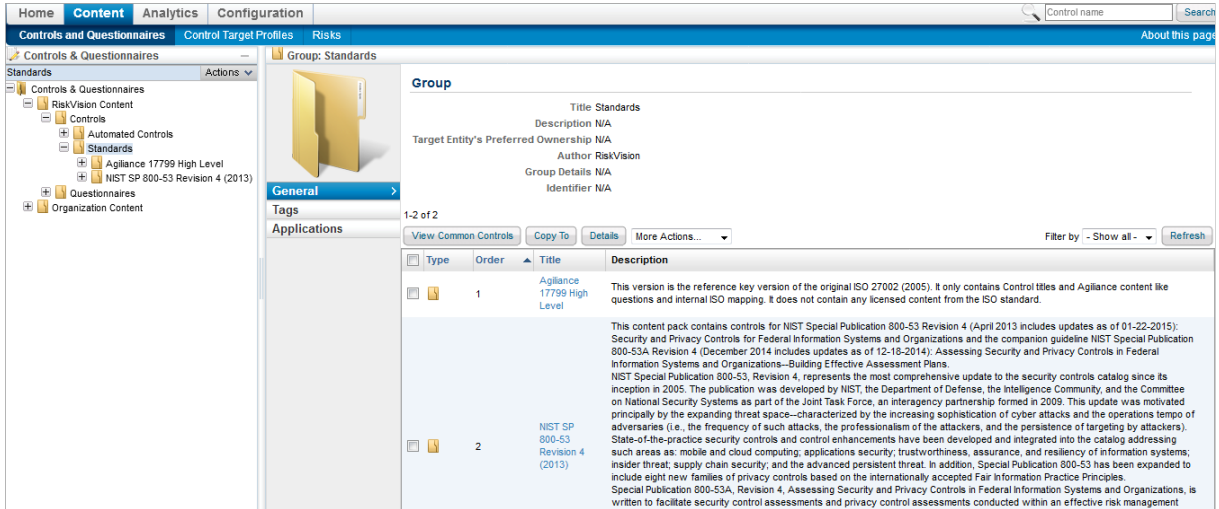 Home Content Analytics Configuration
Control name Search
Controls and Questionnaires Control Target Profiles Risks About this page
Controls & Questionnaires
Standards Actions
Controls & Questionnaires
RiskVision Content
Controls
Automated Controls
Standards
Agiliance 17799 High Level
NIST SP 800-53 Revision 4 (2013)
Questionnaires
Organization Content
Group: Standards
General
Tags
Applications
Group
Title Standards
Description N/A
Target Entity's Preferred Ownership N/A
Author RiskVision
Group Details N/A
Identifier N/A
1-2 of 2
View Common Controls Copy To Details More Actions... Filter by - Show all - Refresh
Type Order Title Description
1
Agiliance
17799 High
Level
This version is the reference key version of the original ISO 27002 (2005). It only contains Control titles and Agiliance content like
questions and internal ISO mapping. It does not contain any licensed content from the ISO standard.
2
NIST SP
800-53
Revision 4
(2013)
This content pack contains controls for NIST Special Publication 800-53 Revision 4 (April 2013 includes updates as of 01-22-2015):
Security and Privacy Controls for Federal Information Systems and Organizations and the companion guideline NIST Special Publication
800-53A Revision 4 (December 2014 includes updates as of 12-18-2014): Assessing Security and Privacy Controls in Federal
Information Systems and Organizations--Building Effective Assessment Plans.
NIST Special Publication 800-53, Revision 4, represents the most comprehensive update to the security controls catalog since its
inception in 2005. The publication was developed by NIST, the Department of Defense, the Intelligence Community, and the Committee
on National Security Systems as part of the Joint Task Force, an interagency partnership formed in 2009. This update was motivated
principally by the expanding threat space--characterized by the increasing sophistication of cyber attacks and the operations tempo of
adversaries (i.e., the frequency of such attacks, the professionalism of the attackers, and the persistence of targeting by attackers).
State-of-the-practice security controls and control enhancements have been developed and integrated into the catalog addressing
such areas as: mobile and cloud computing; applications security; trustworthiness, assurance, and resiliency of information systems;
insider threat; supply chain security; and the advanced persistent threat. In addition, Special Publication 800-53 has been expanded to
include eight new families of privacy controls based on the internationally accepted Fair Information Practice Principles.
Special Publication 800-53A, Revision 4, Assessing Security and Privacy Controls in Federal Information Systems and Organizations, is
written to facilitate security control assessments and privacy control assessments conducted within an effective risk management